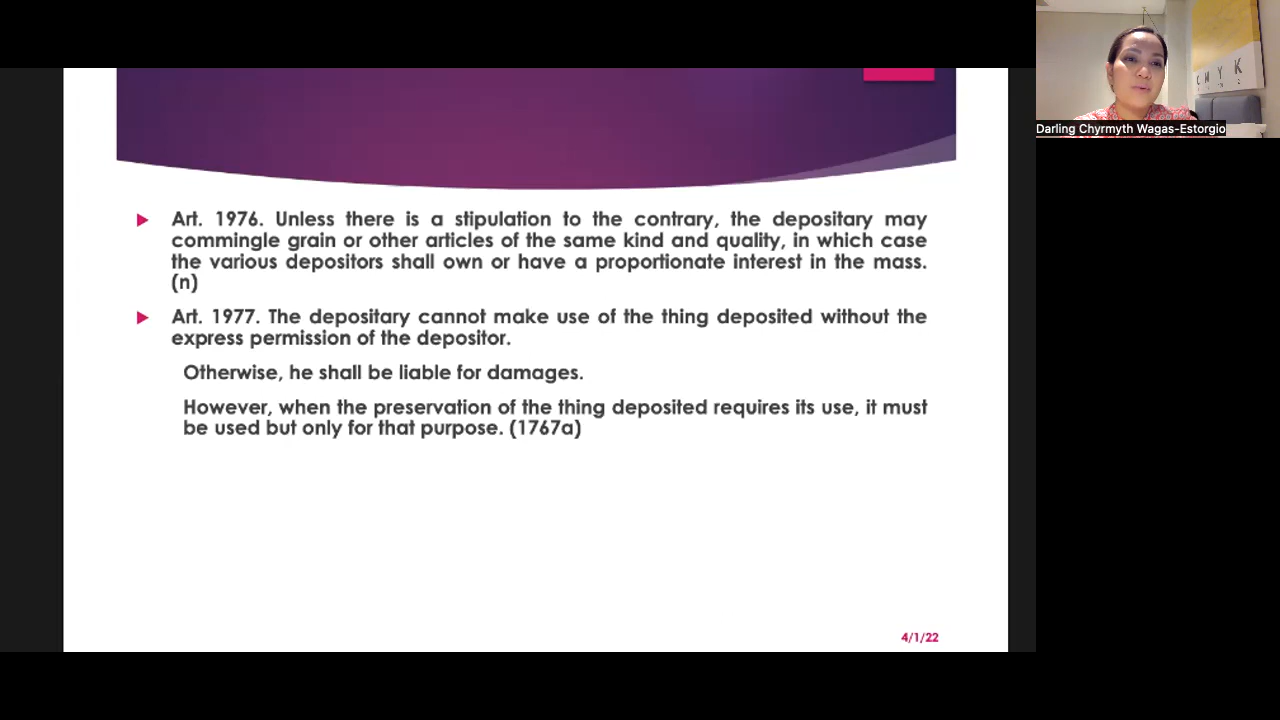 Art. 1976. Unless there is a stipulation to the contrary, the depositary may
commingle grain or other articles of the same kind and quality, in which case
the various depositors shall own or have a proportionate interest in the mass.
(n)
Art. 1977. The depositary cannot make use of the thing deposited without the
express permission of the depositor.
Otherwise, he shall be liable for damages.
However, when the preservation of the thing deposited requires its use, it must
be used but only for that purpose. (1767a)
4/1/22
C M Y K
Darling Chyrmyth Wagas-Estorgio